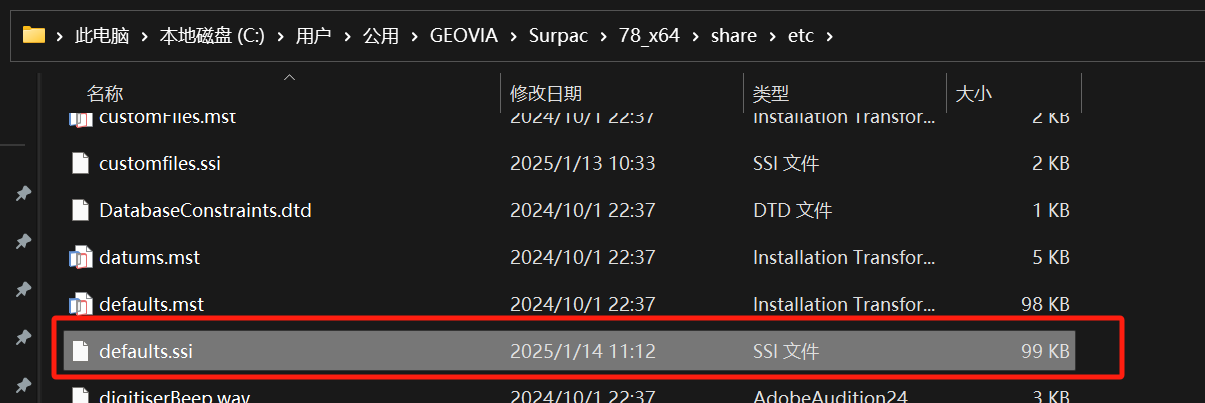 此电脑 > 本地磁盘 (C:) > 用户 > 公用 > GEOVIA > Surpac > 78_x64 > share > etc >
名称 修改日期 类型 大小
customFiles.mst 2024/10/1 22:37 Installation Transfor... 2 KB
customfiles.ssi 2025/1/13 10:33 SSI 文件 2 KB
DatabaseConstraints.dtd 2024/10/1 22:37 DTD 文件 1 KB
datums.mst 2024/10/1 22:37 Installation Transfor... 5 KB
defaults.mst 2024/10/1 22:37 Installation Transfor... 98 KB
defaults.ssi 2025/1/14 11:12 SSI 文件 99 KB
digitiserBeep.wav 2024/10/1 22:37 AdobeAudition24 3 KB